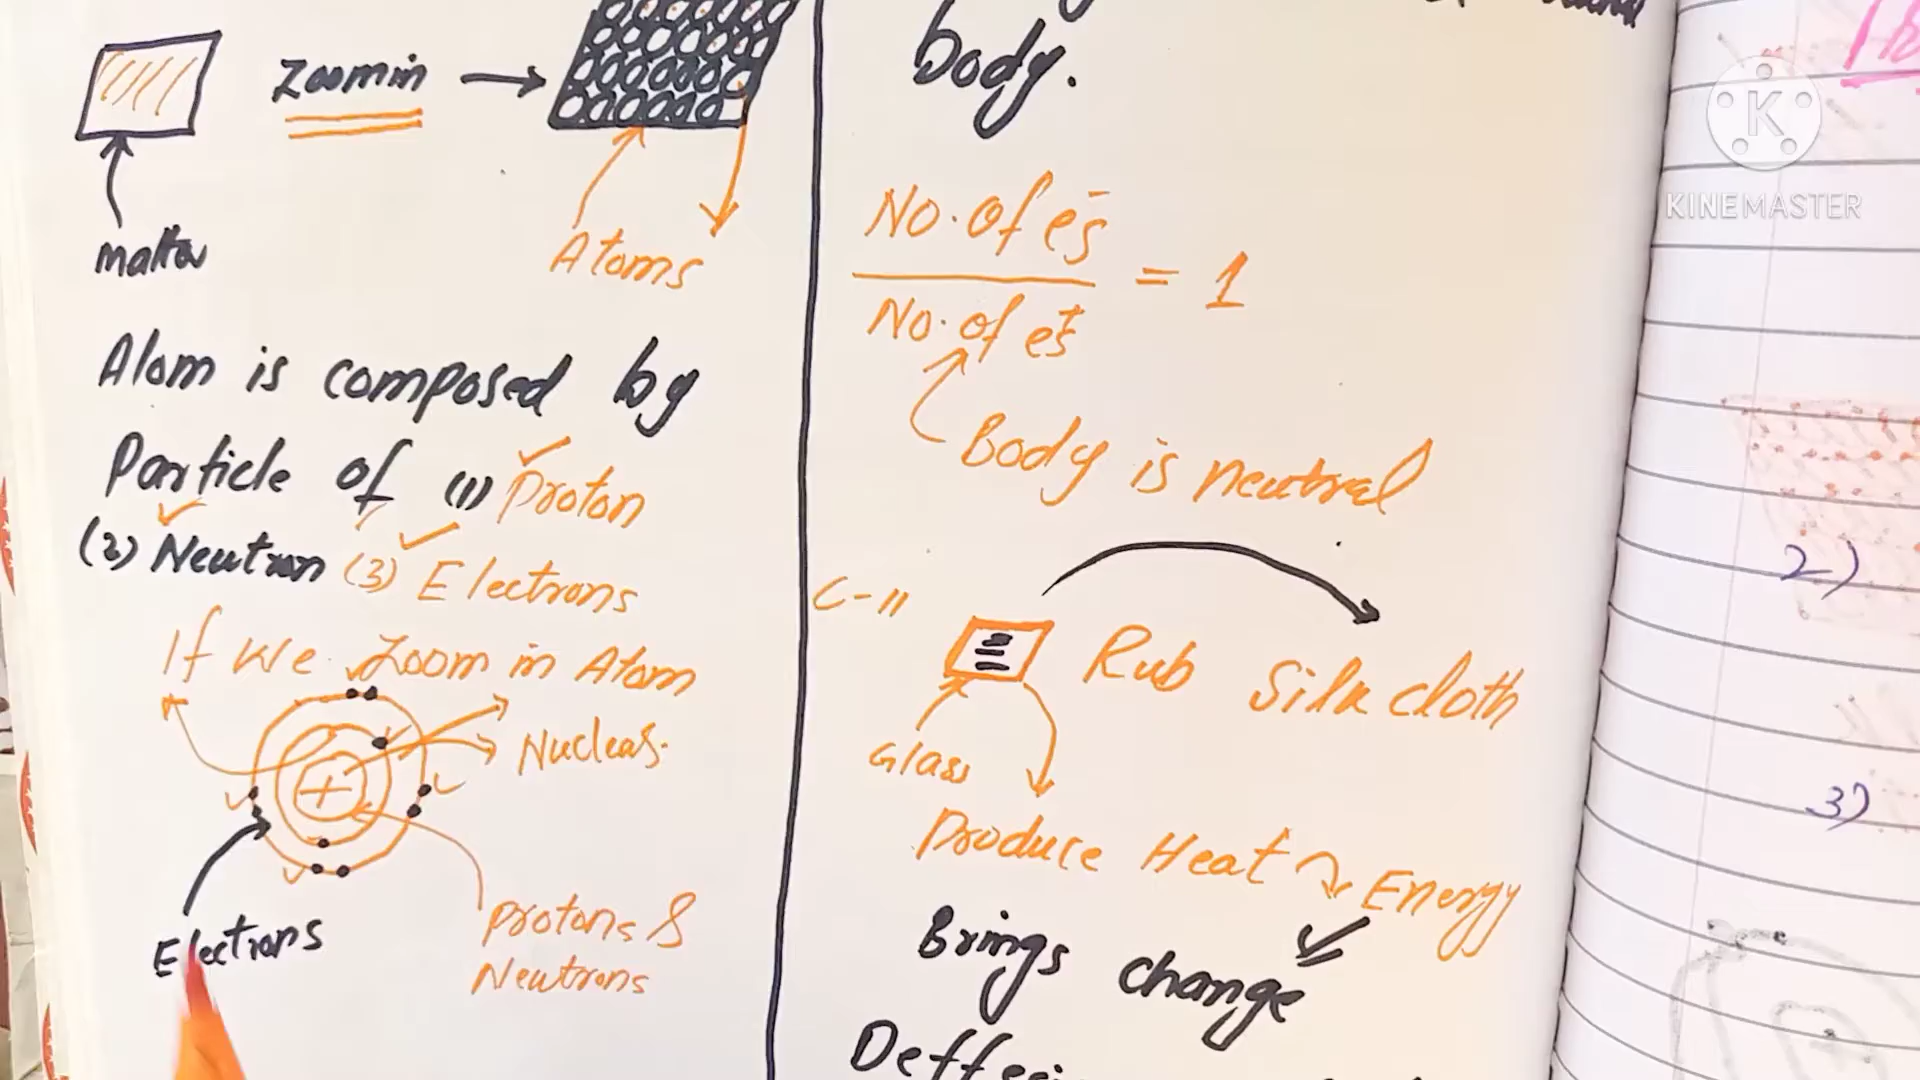 Zoomin
matter
Atoms
Atom is composed by
Particle of (1) Proton
(2) Neutron (3) Electrons
If We Zoom in Atom
Nucleas.
Electrons
Protons &
Neutrons
body.
No. of e⁻s
No. of e⁺s
= 1
Body is neutral
C-11
Rub Silk cloth
Glass
Produce Heat Energy
Brings change
2)
3)
K
KINEMASTER